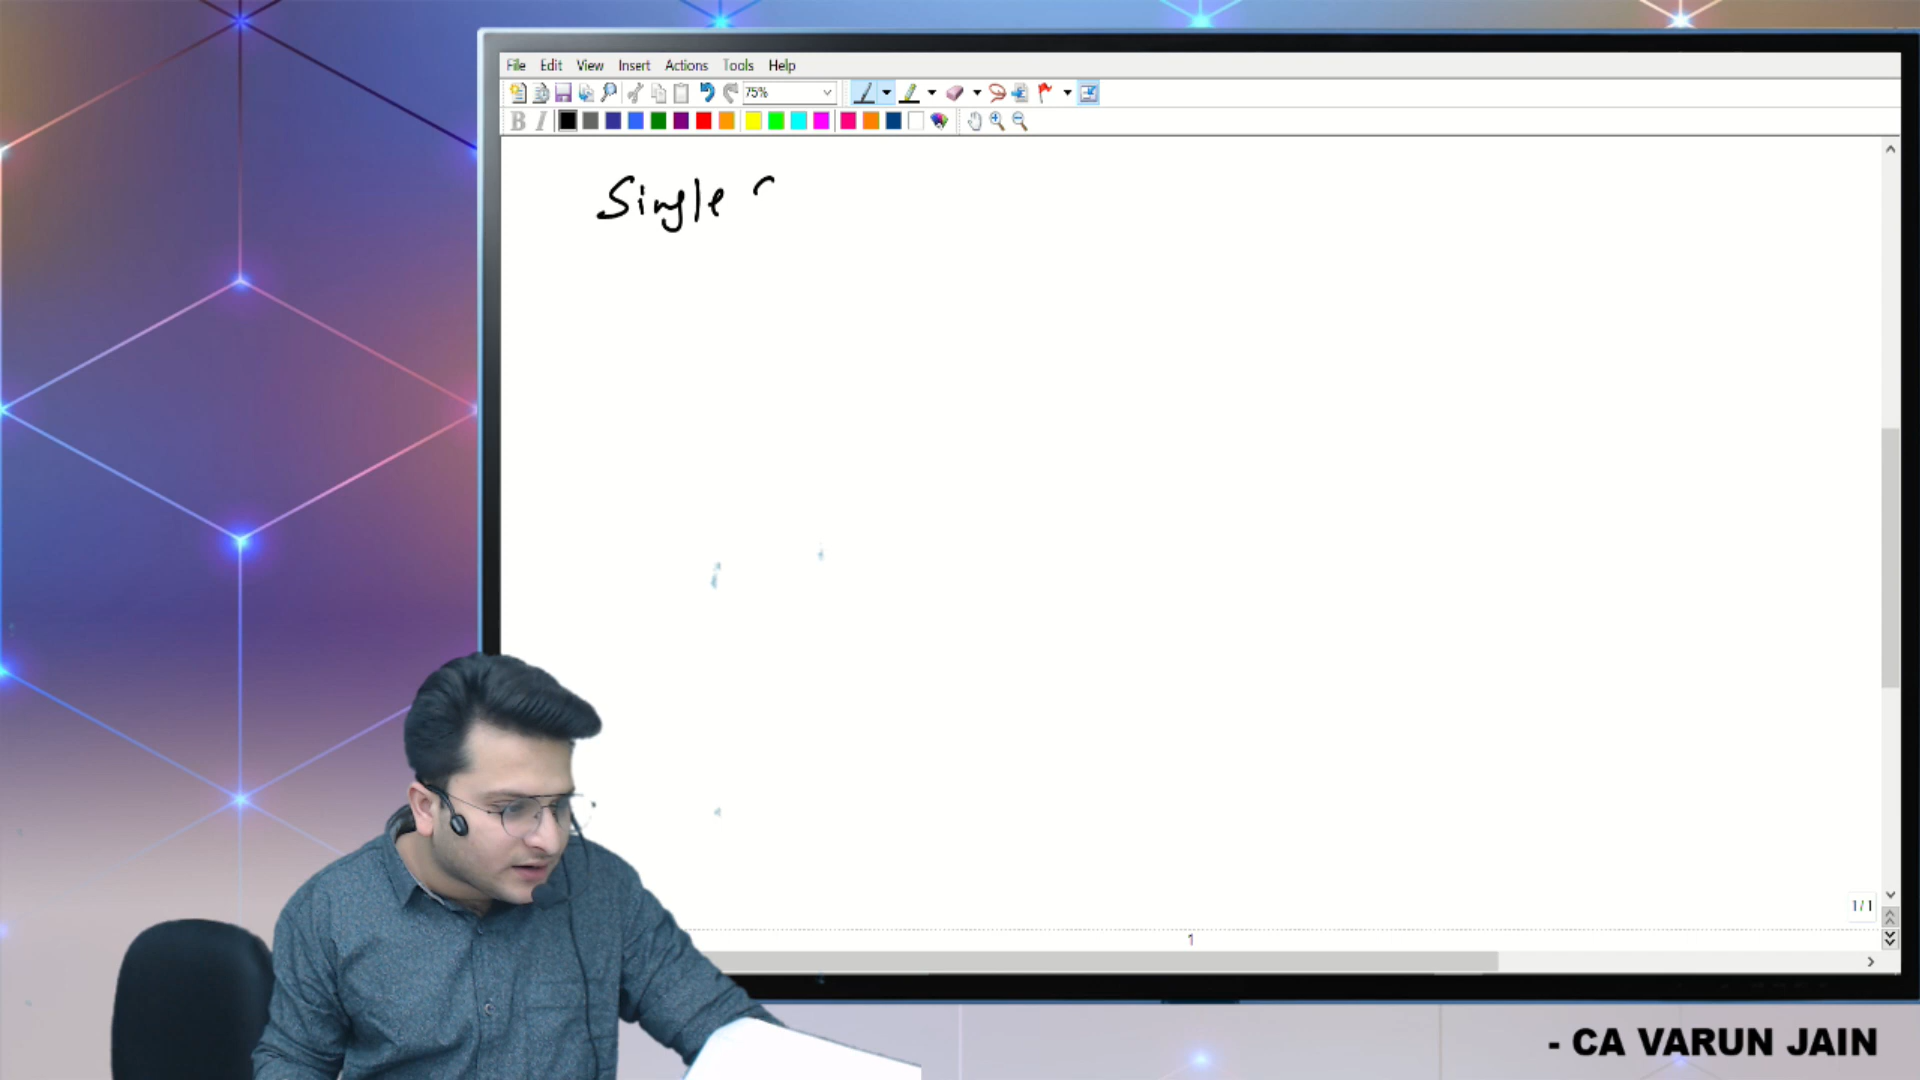 File Edit View Insert Actions Tools Help
75%
B I
Single
1/1
1
- CA VARUN JAIN